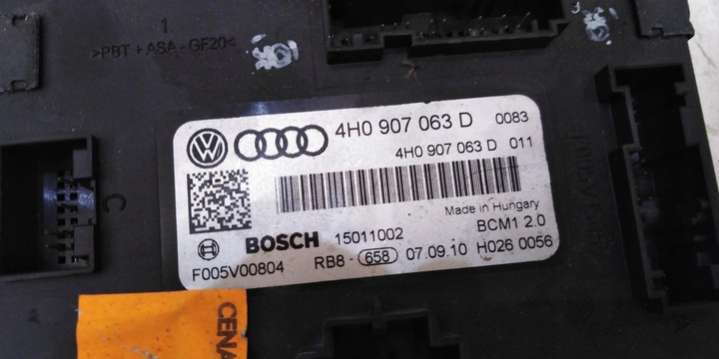 1
>PBT + ASA - GF20<
4H0 907 063 D 0083
4H0 907 063 D 011
Made in Hungary
BOSCH 15011002 BCM1 2.0
F005V00804 RB8 - 658 07.09.10 H026 0056
C
CENA